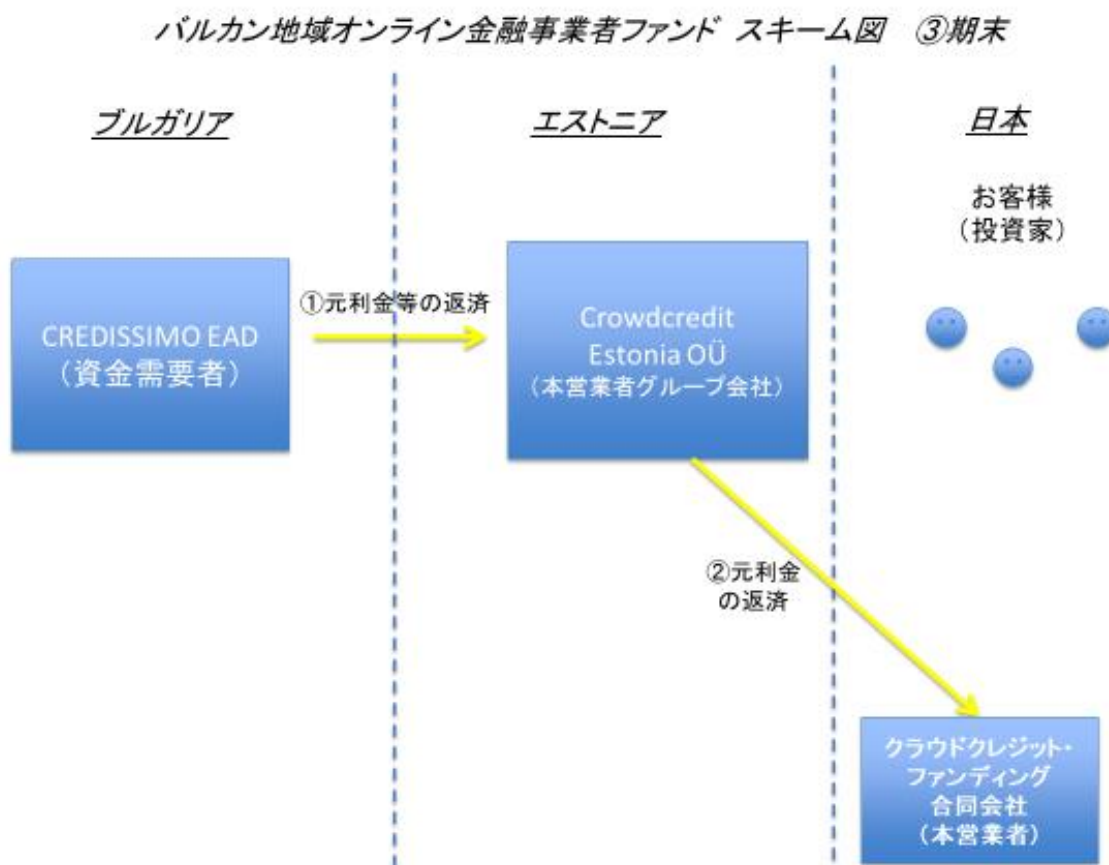 バルカン地域オンライン金融事業者ファンド スキーム図　③期末
ブルガリア
エストニア
日本
お客様
（投資家）
CREDISSIMO EAD
（資金需要者）
①元利金等の返済
Crowdcredit
Estonia OÜ
（本営業者グループ会社）
②元利金
の返済
クラウドクレジット・
ファンディング
合同会社
（本営業者）